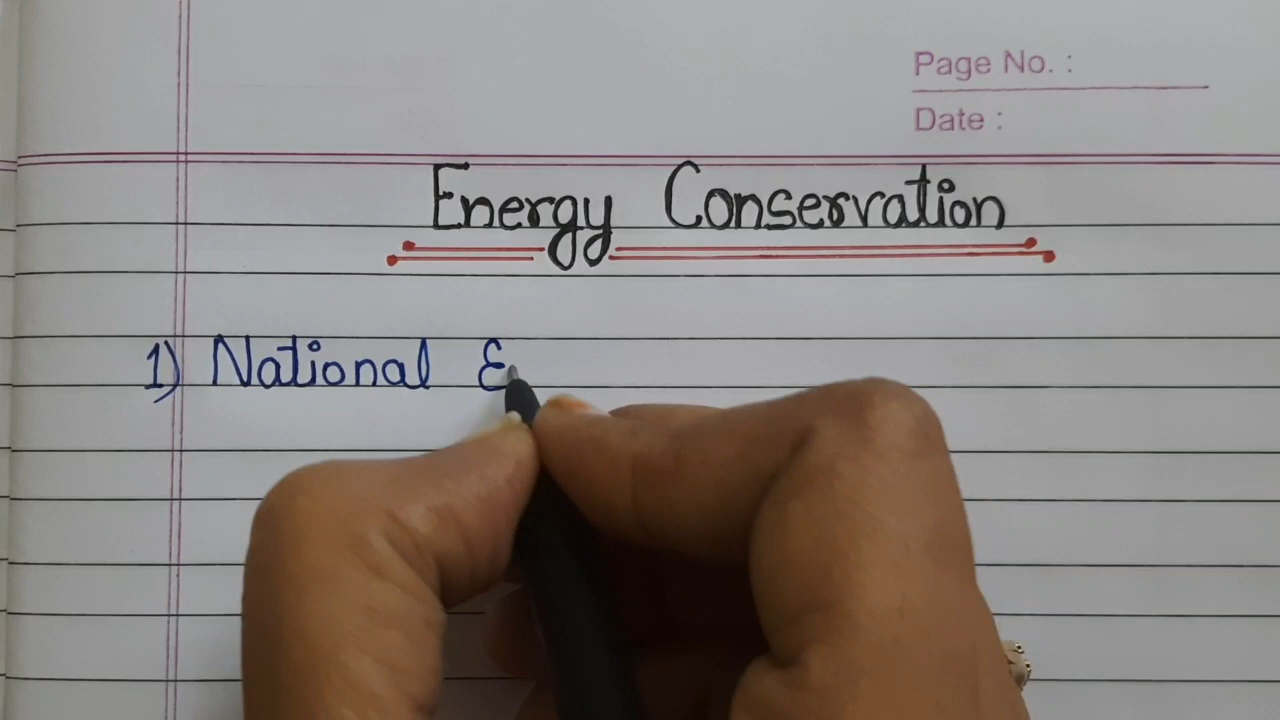 Page No. :
Date :
Energy Conservation
1) National E